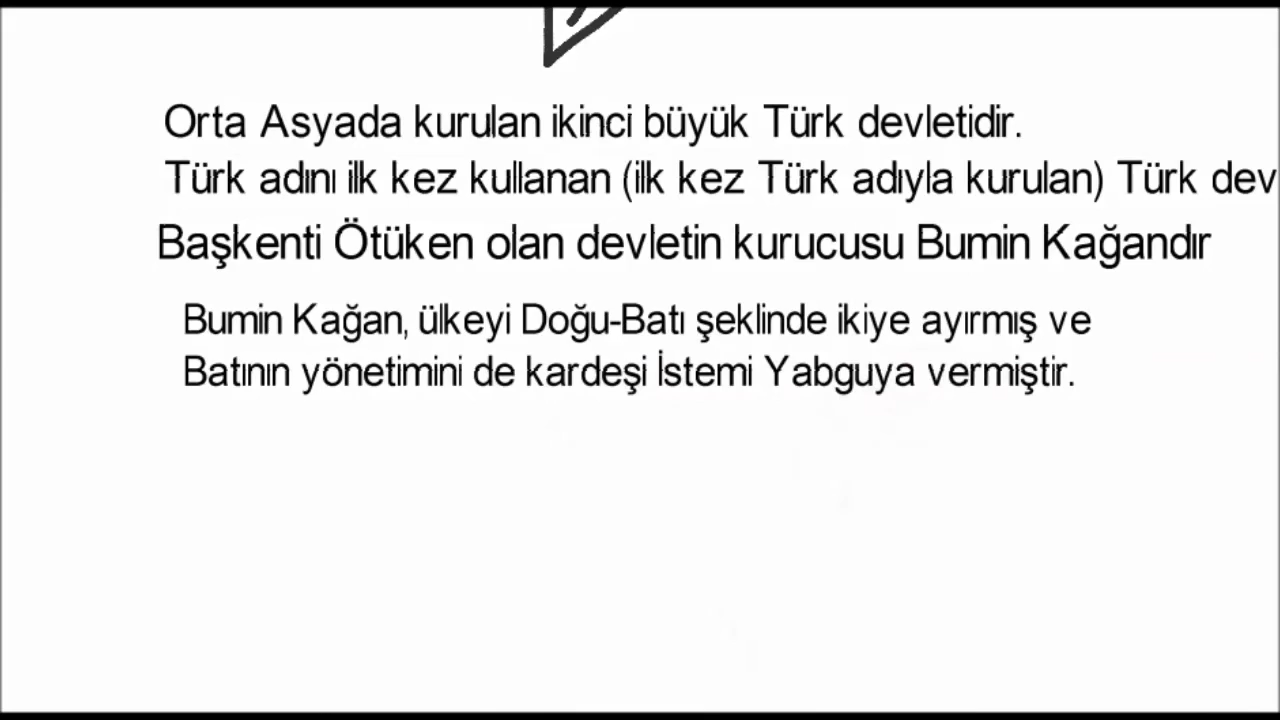 Orta Asyada kurulan ikinci büyük Türk devletidir.
Türk adını ilk kez kullanan (ilk kez Türk adıyla kurulan) Türk dev
Başkenti Ötüken olan devletin kurucusu Bumin Kağandır
Bumin Kağan, ülkeyi Doğu-Batı şeklinde ikiye ayırmış ve
Batının yönetimini de kardeşi İstemi Yabguya vermiştir.